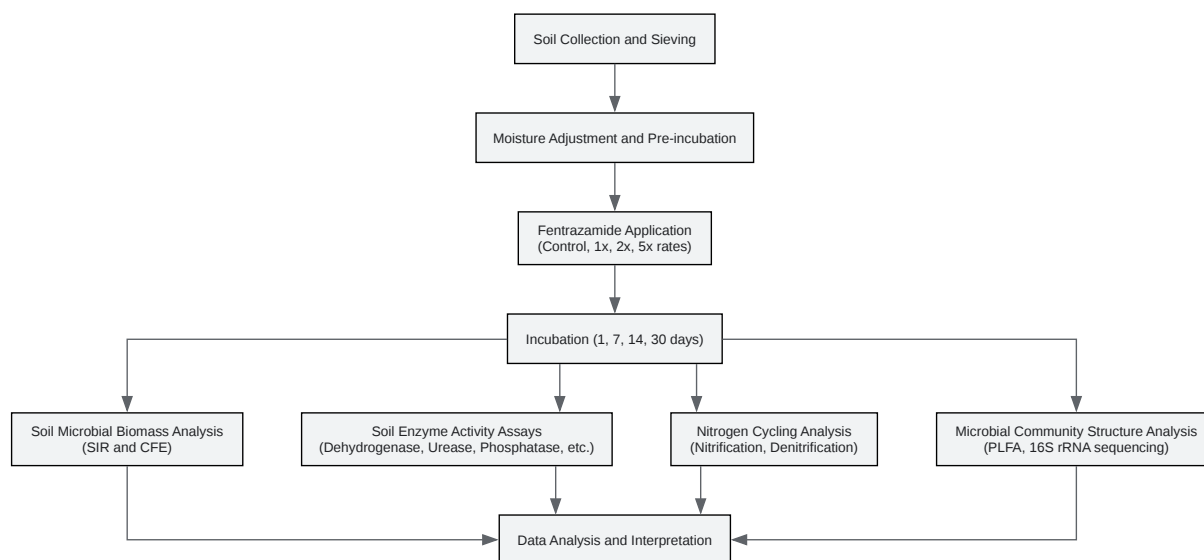 Soil Collection and Sieving
Moisture Adjustment and Pre-incubation
Fentrazamide Application
(Control, 1x, 2x, 5x rates)
Incubation (1, 7, 14, 30 days)
Soil Microbial Biomass Analysis
(SIR and CFE)
Soil Enzyme Activity Assays
(Dehydrogenase, Urease, Phosphatase, etc.)
Nitrogen Cycling Analysis
(Nitrification, Denitrification)
Microbial Community Structure Analysis
(PLFA, 16S rRNA sequencing)
Data Analysis and Interpretation